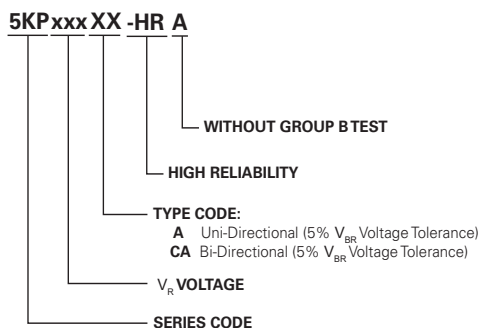 5KPxxxXX-HR A
WITHOUT GROUP B TEST
HIGH RELIABILITY
TYPE CODE:
A Uni-Directional (5% VBR Voltage Tolerance)
CA Bi-Directional (5% VBR Voltage Tolerance)
VR VOLTAGE
SERIES CODE